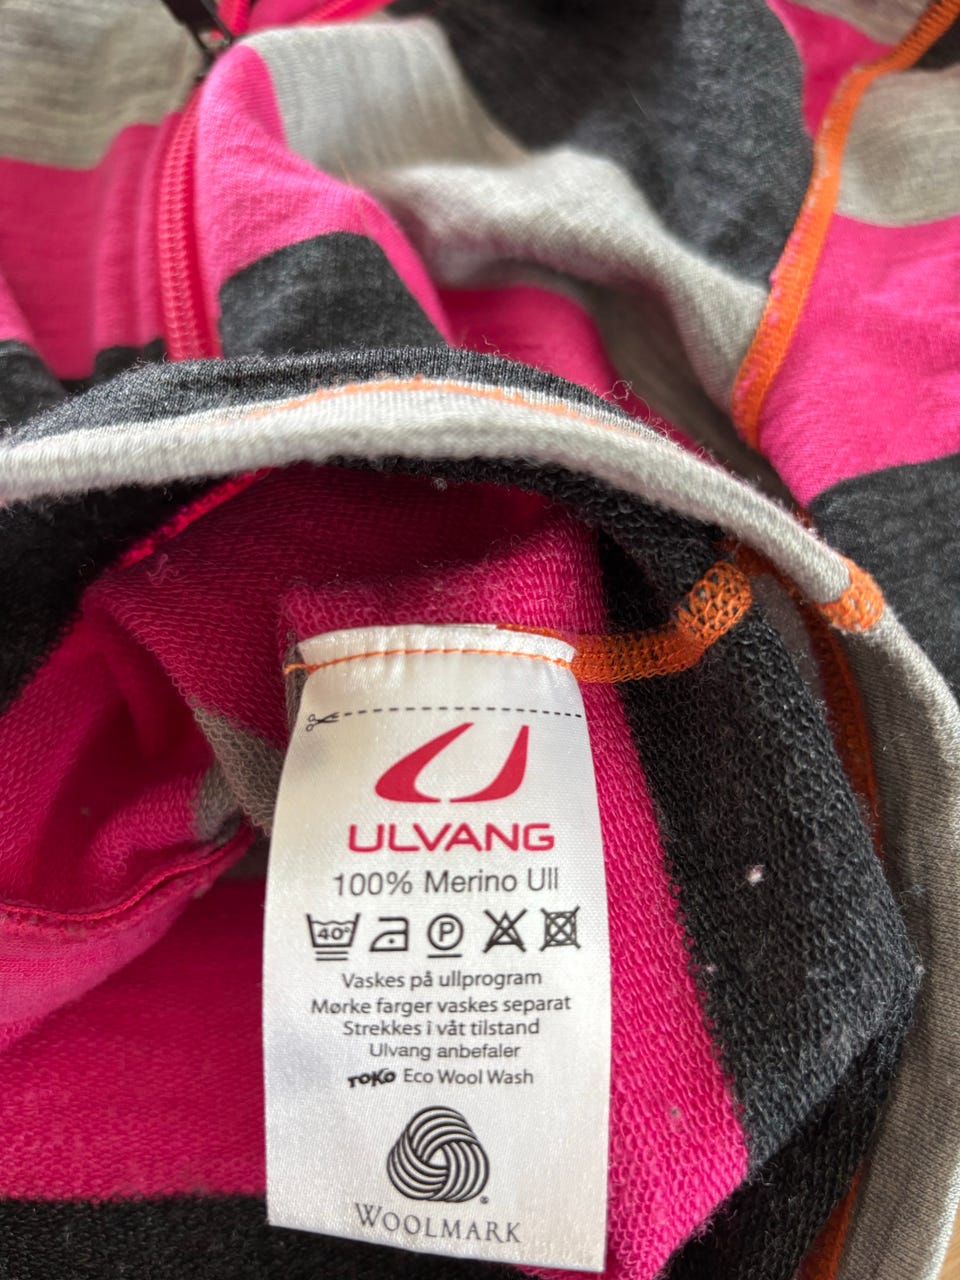 ULVANG
100% Merino Ull
40°
P
Vaskes på ullprogram
Mørke farger vaskes separat
Strekkes i våt tilstand
Ulvang anbefaler
TOKO Eco Wool Wash
®
WOOLMARK